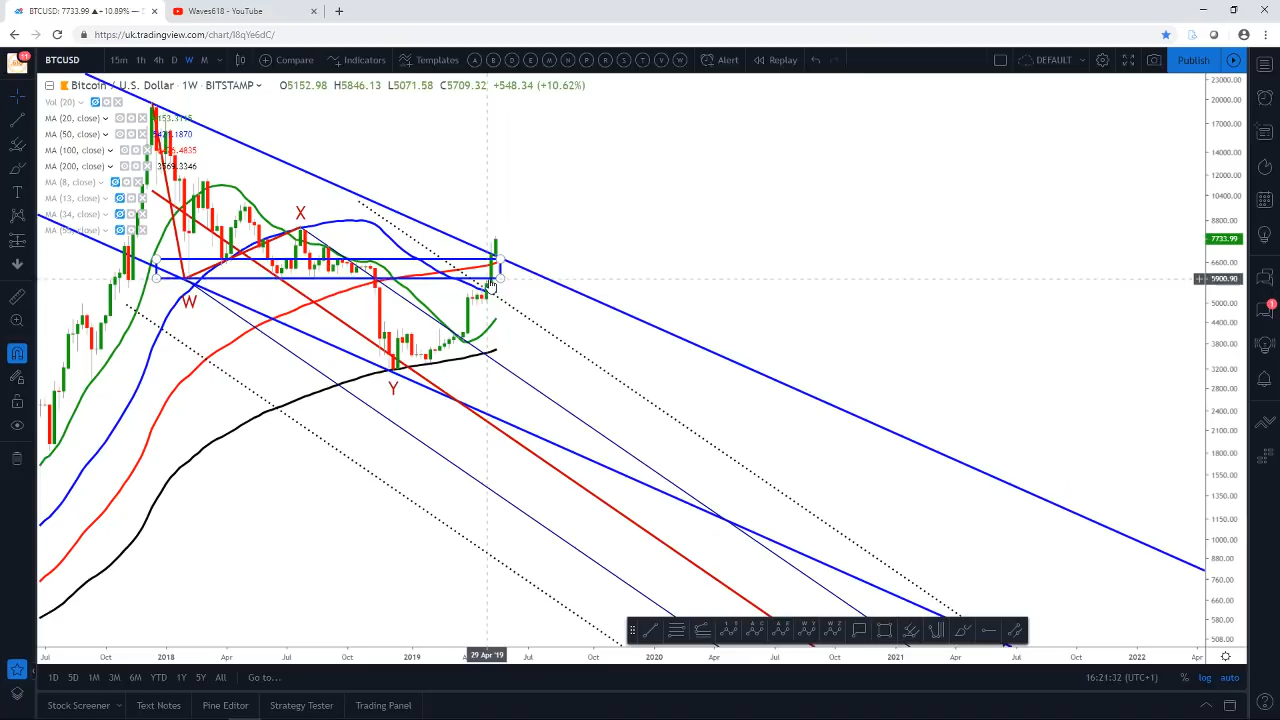 BTCUSD: 7733.99 ▲+10.89% —
Waves618 - YouTube
https://uk.tradingview.com/chart/l8qYe6dC/
11
BTCUSD 15m 1h 4h D W M Compare Indicators Templates Alert Replay DEFAULT Publish
Bitcoin / U.S. Dollar · 1W · BITSTAMP O5152.98 H5846.13 L5071.58 C5709.32 +548.34 (+10.62%)
Vol (20)
MA (20, close)
MA (50, close)
MA (100, close)
MA (200, close) 3569.3346
MA (8, close)
MA (13, close)
MA (34, close)
X
W
Y
23000.00
20000.00
17000.00
14000.00
12000.00
10200.00
8800.00
7733.99
6600.00
5900.90
5000.00
4400.00
3800.00
3200.00
2800.00
2400.00
2100.00
1800.00
1550.00
1350.00
1150.00
1000.00
880.00
760.00
660.00
580.00
508.00
1
Oct 2018 Apr Jul Oct 2019 29 Apr '19 Jul Oct 2020 Apr Jul Oct 2021 Apr Jul Oct 2022 Apr
1D 5D 1M 3M 6M YTD 1Y 5Y All Go to... 16:21:32 (UTC+1) % log auto
Stock Screener Text Notes Pine Editor Strategy Tester Trading Panel